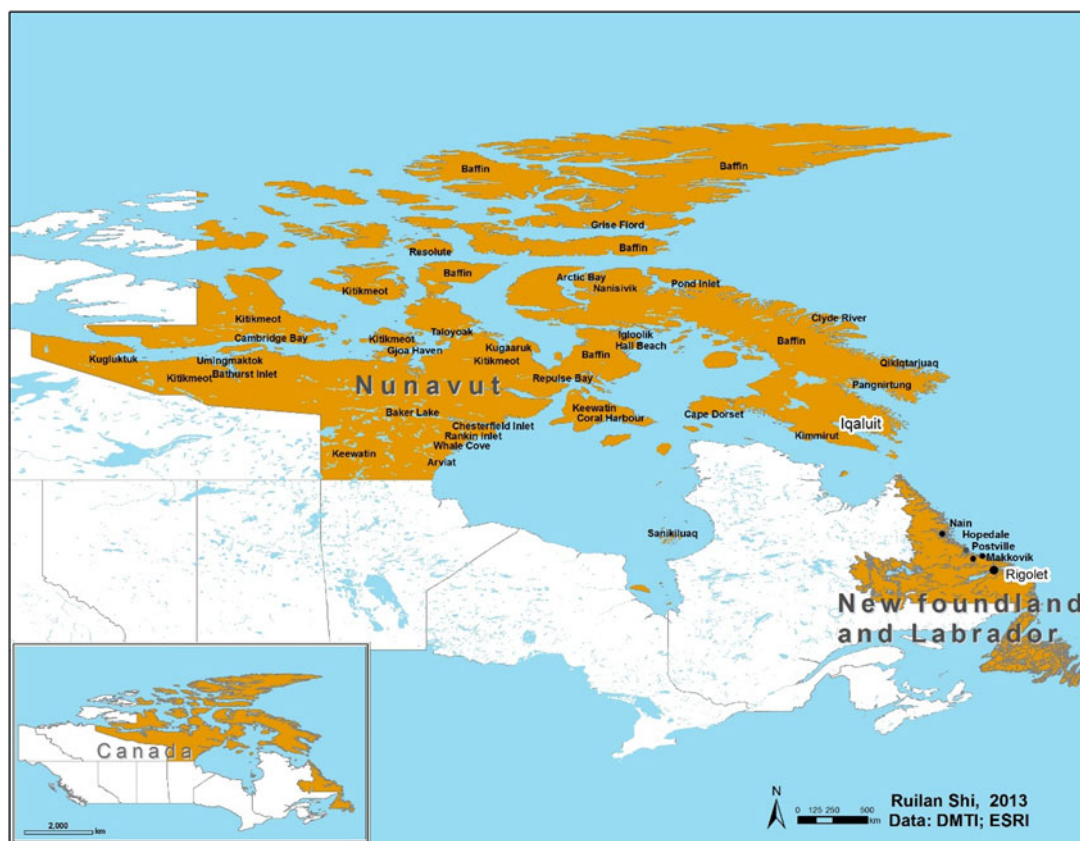 Baffin
Baffin
Grise Fiord
Baffin
Resolute
Baffin
Arctic Bay
Nanisivik
Pond Inlet
Kitikmeot
Kitikmeot
Clyde River
Cambridge Bay
Kitikmeot
Taloyoak
Igloolik
Hall Beach
Baffin
Gjoa Haven
Kugaaruk
Kitikmeot
Baffin
Kugluktuk
Umingmaktok
Bathurst Inlet
Kitikmeot
Qikiqtarjuaq
Pangnirtung
Nunavut
Repulse Bay
Baker Lake
Keewatin
Coral Harbour
Cape Dorset
Iqaluit
Kimmirut
Chesterfield Inlet
Rankin Inlet
Whale Cove
Keewatin
Arviat
Sanikiluaq
Nain
Hopedale
Postville
Makkovik
Rigolet
New foundland
and Labrador
Canada
2,000
km
N
0 125 250 500
km
Ruilan Shi, 2013
Data: DMTI; ESRI